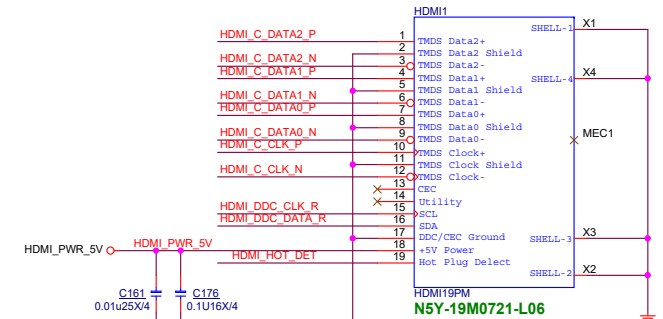 HDMI1
HDMI_C_DATA2_P 1 TMDS Data2+ SHELL-1 X1
2 TMDS Data2 Shield
HDMI_C_DATA2_N 3 TMDS Data2-
HDMI_C_DATA1_P 4 TMDS Data1+ SHELL-4 X4
5 TMDS Data1 Shield
HDMI_C_DATA1_N 6 TMDS Data1-
HDMI_C_DATA0_P 7 TMDS Data0+
8 TMDS Data0 Shield
HDMI_C_DATA0_N 9 TMDS Data0- MEC1
HDMI_C_CLK_P 10 TMDS Clock+
11 TMDS Clock Shield
HDMI_C_CLK_N 12 TMDS Clock-
13 CEC
14 Utility
HDMI_DDC_CLK_R 15 SCL
HDMI_DDC_DATA_R 16 SDA
17 DDC/CEC Ground SHELL-3 X3
HDMI_PWR_5V HDMI_PWR_5V 18 +5V Power
HDMI_HOT_DET 19 Hot Plug Delect SHELL-2 X2
C161 C176 HDMI19PM
0.01u25X/4 0.1U16X/4 N5Y-19M0721-L06